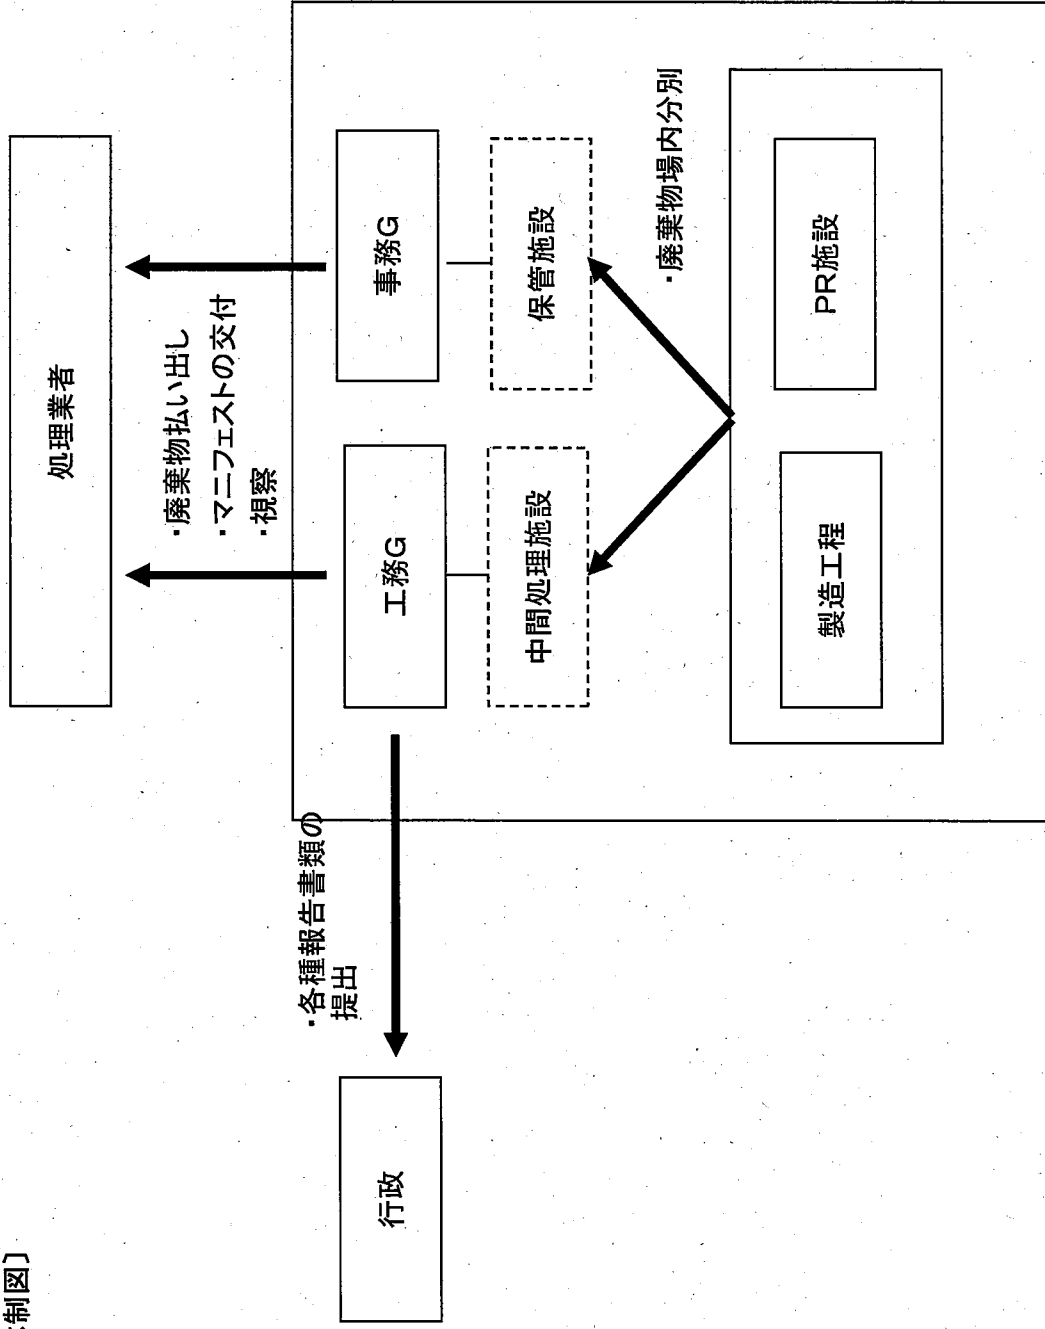 制図〕
処理業者
・廃棄物払い出し
・マニフェストの交付
・視察
・各種報告書類の
提出
行政
工務G
事務G
中間処理施設
保管施設
・廃棄物場内分別
製造工程
PR施設